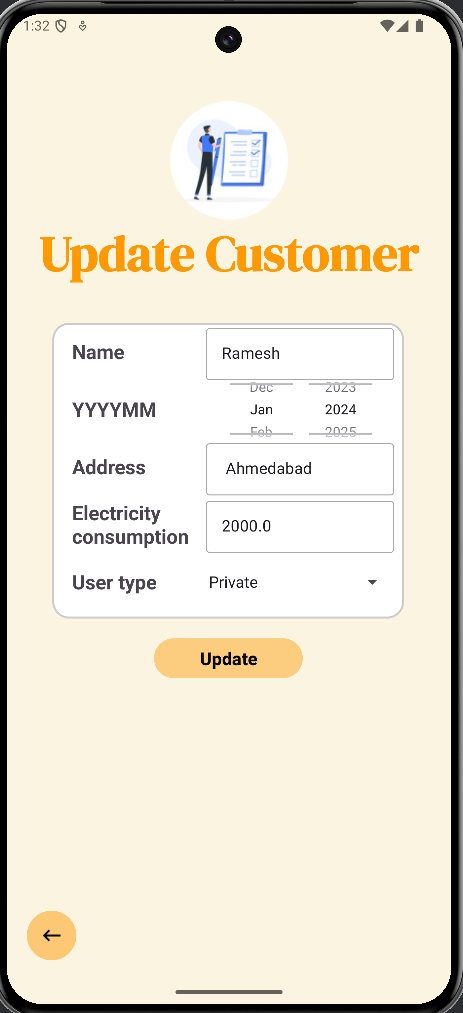 1:32
Update Customer
Name
Ramesh
Dec 2023
YYYYMM
Jan 2024
Feb 2025
Address
Ahmedabad
Electricity
consumption
2000.0
User type
Private
Update